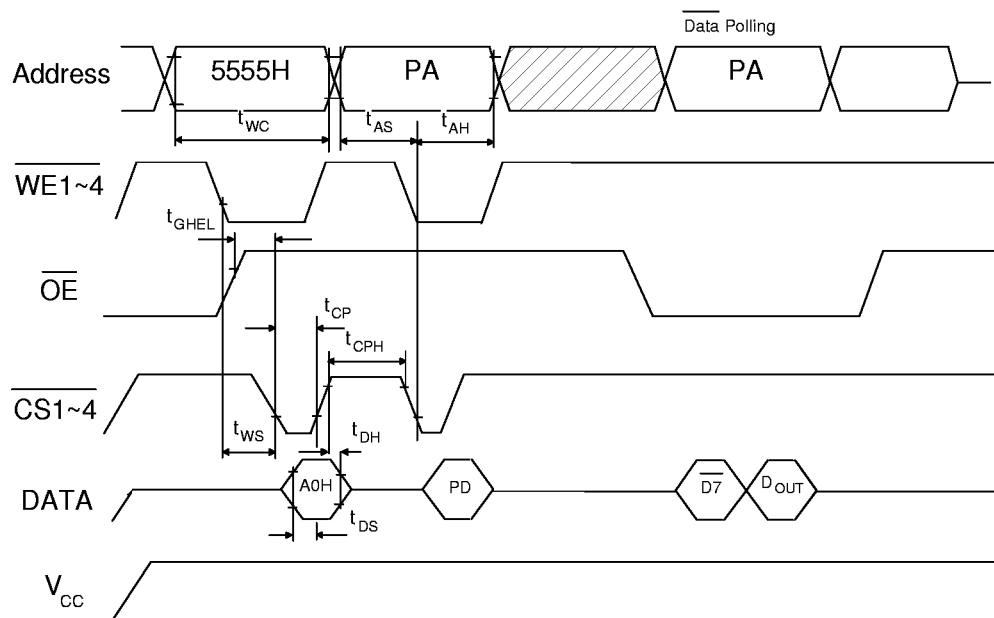 Data Polling
Address 5555H PA PA
tWC tAS tAH
WE1~4
tGHEL
OE
tCP
tCPH
CS1~4
tWS tDH
DATA A0H PD D7 DOUT
tDS
VCC